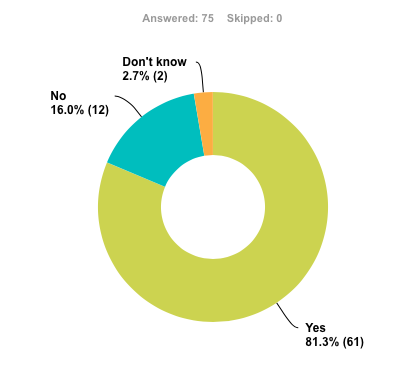 Answered: 75 Skipped: 0
Don't know
2.7% (2)
No
16.0% (12)
Yes
81.3% (61)